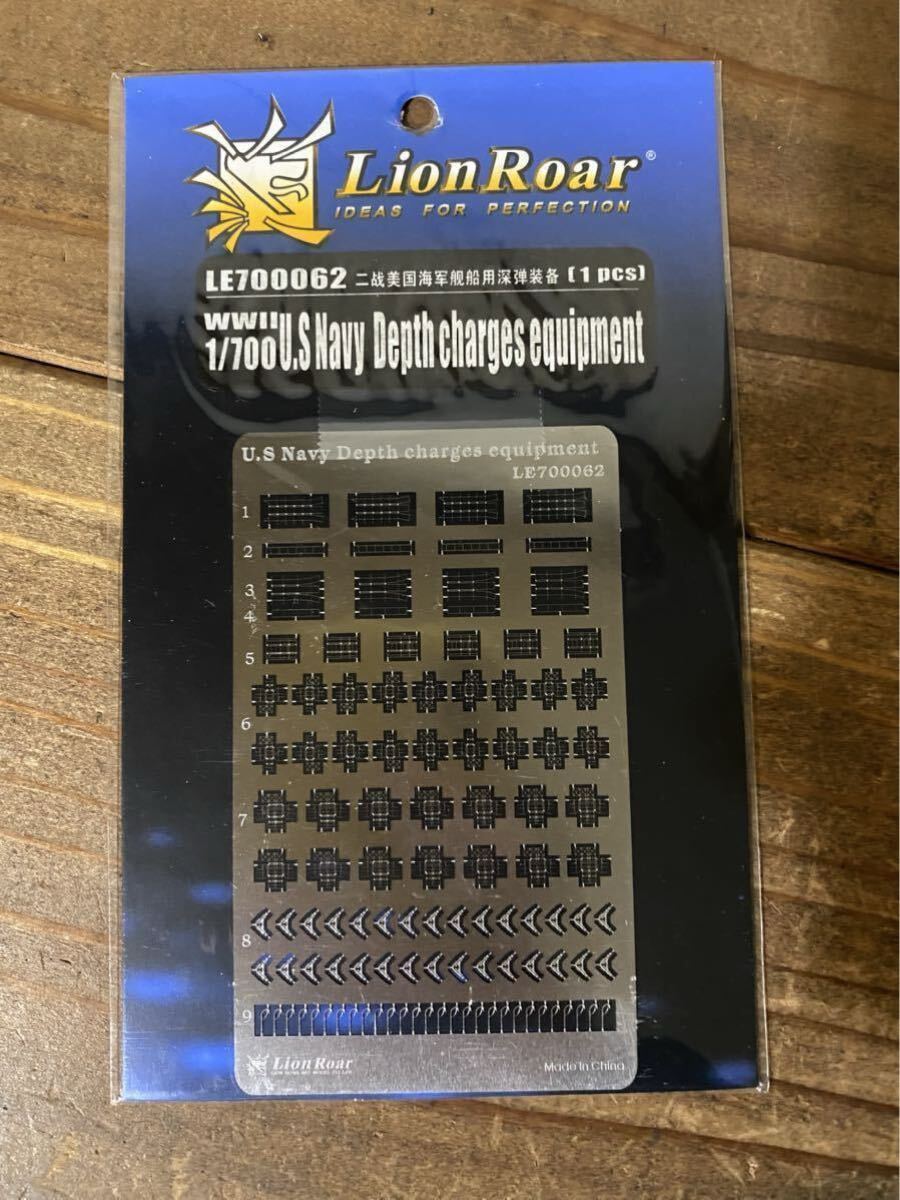 LionRoar®
IDEAS FOR PERFECTION
LE700062 二战美国海军舰船用深弹装备 (1 pcs)
WWII
1/700 U.S Navy Depth charges equipment
U.S Navy Depth charges equipment
LE700062
1
2
3
4
5
6
7
8
9
Lion Roar
Made In China